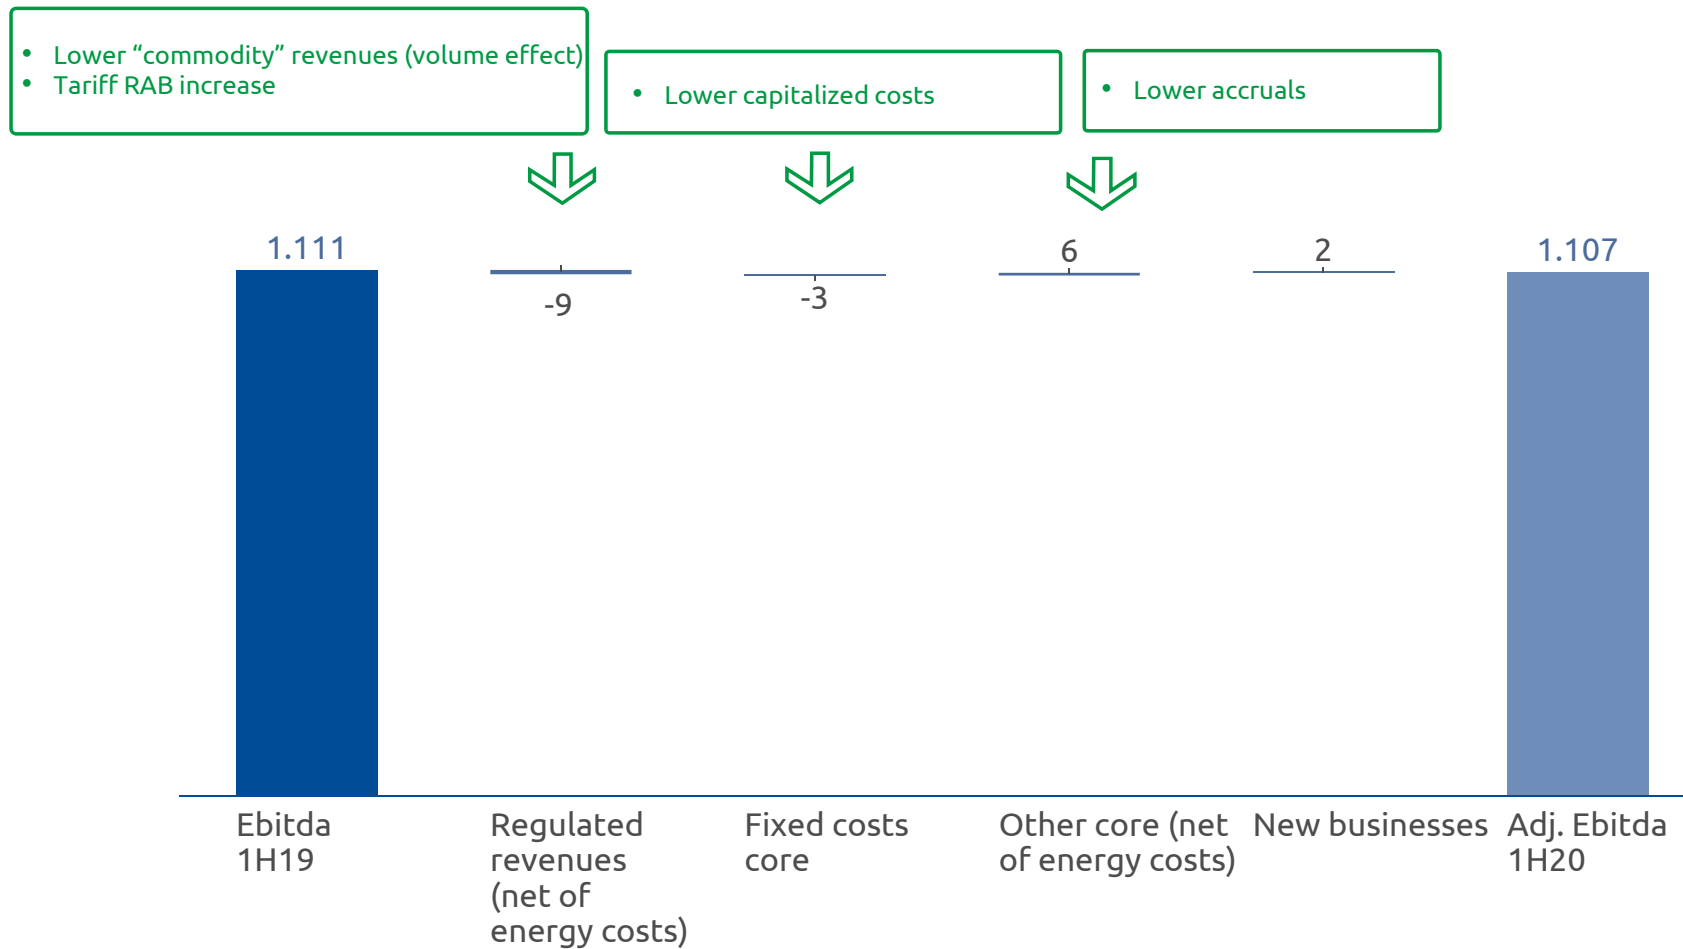 • Lower “commodity” revenues (volume effect)
• Tariff RAB increase
• Lower capitalized costs
• Lower accruals
1.111
-9
-3
6
2
1.107
Ebitda
1H19
Regulated
revenues
(net of
energy costs)
Fixed costs
core
Other core (net
of energy costs)
New businesses
Adj. Ebitda
1H20